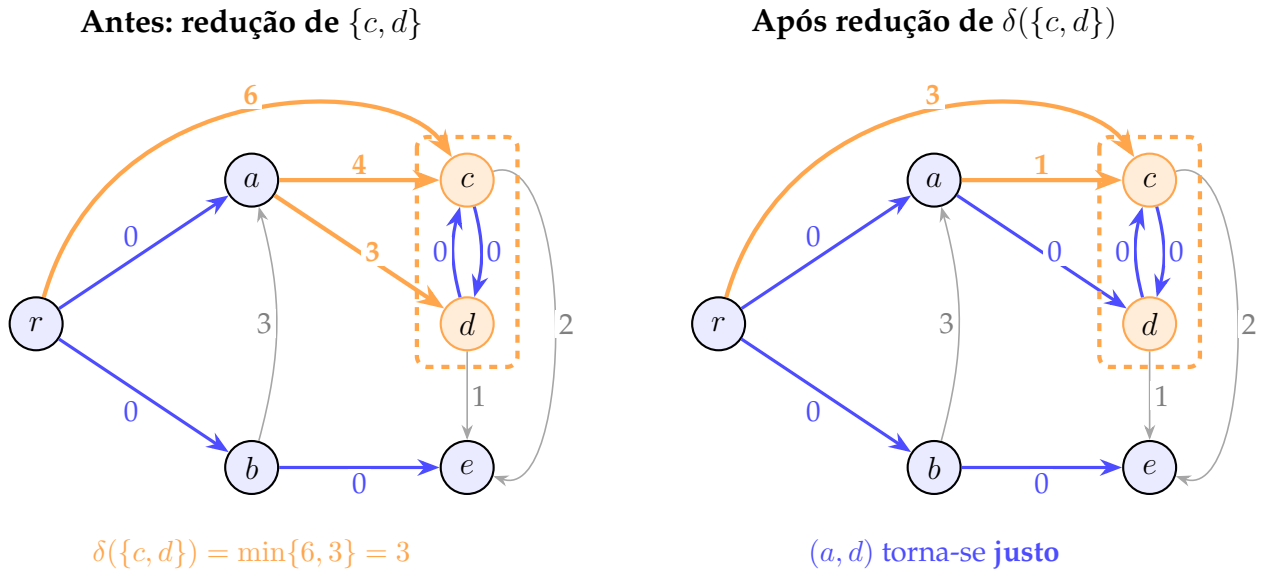 Antes: redução de {c, d}
6
a
4
c
0
3
0
0
r
3
d
2
0
1
b
0
e
δ({c, d}) = min{6, 3} = 3
Após redução de δ({c, d})
3
a
1
c
0
0
0
0
r
3
d
2
0
1
b
0
e
(a, d) torna-se justo